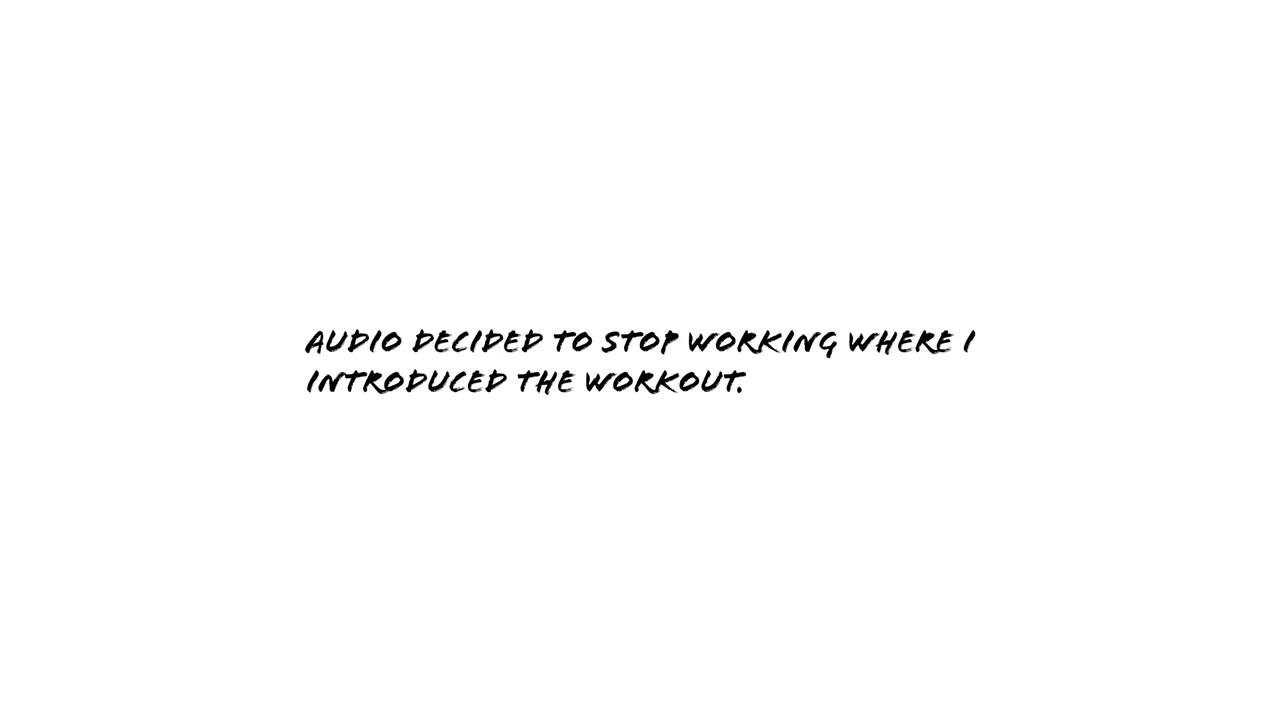 AUDIO DECIDED TO STOP WORKING WHERE I
INTRODUCED THE WORKOUT.